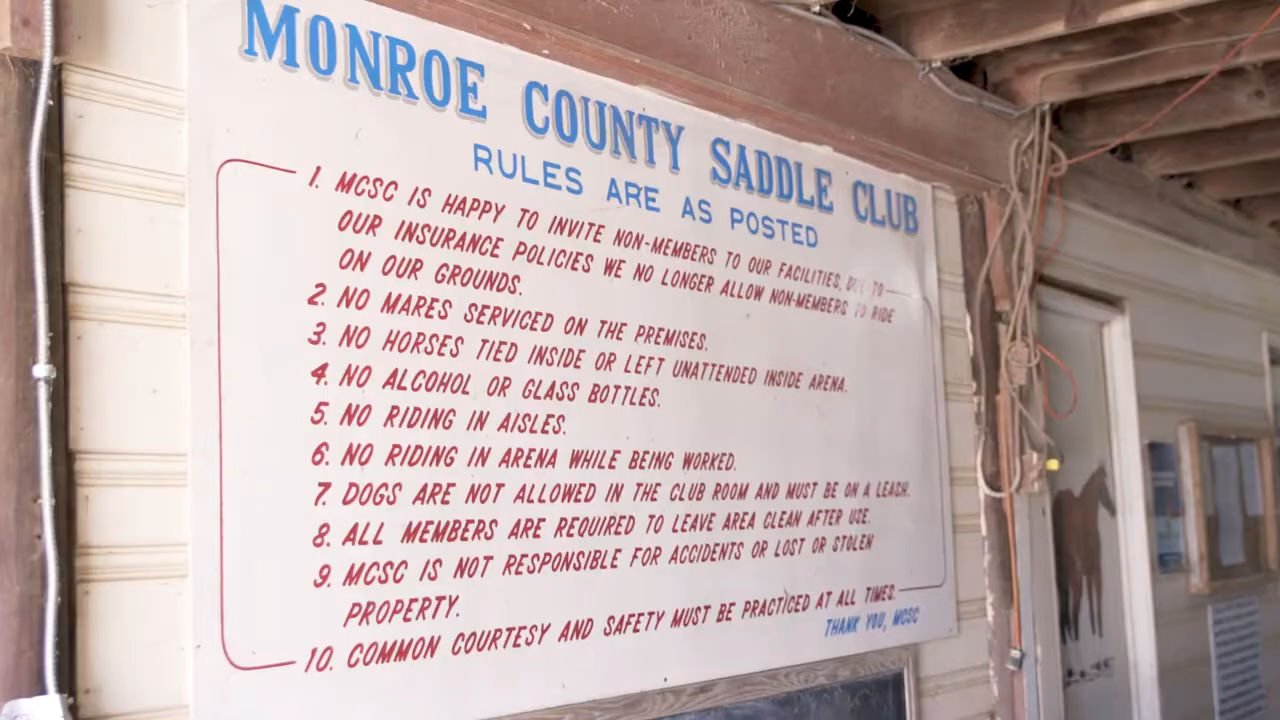 MONROE COUNTY SADDLE CLUB
RULES ARE AS POSTED
1. MCSC IS HAPPY TO INVITE NON-MEMBERS TO OUR FACILITIES, DUE TO
OUR INSURANCE POLICIES WE NO LONGER ALLOW NON-MEMBERS TO RIDE
ON OUR GROUNDS.
2. NO MARES SERVICED ON THE PREMISES.
3. NO HORSES TIED INSIDE OR LEFT UNATTENDED INSIDE ARENA.
4. NO ALCOHOL OR GLASS BOTTLES.
5. NO RIDING IN AISLES.
6. NO RIDING IN ARENA WHILE BEING WORKED.
7. DOGS ARE NOT ALLOWED IN THE CLUB ROOM AND MUST BE ON A LEASH.
8. ALL MEMBERS ARE REQUIRED TO LEAVE AREA CLEAN AFTER USE.
9. MCSC IS NOT RESPONSIBLE FOR ACCIDENTS OR LOST OR STOLEN
PROPERTY.
10. COMMON COURTESY AND SAFETY MUST BE PRACTICED AT ALL TIMES.
THANK YOU, MCSC